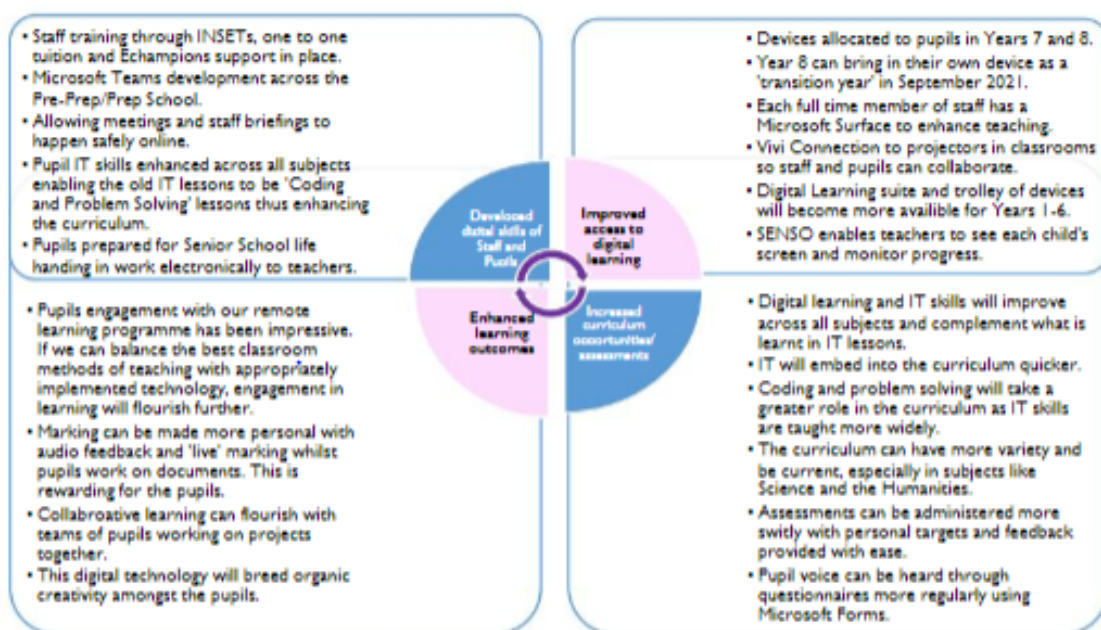 • Staff training through INSETs, one to one
tuition and Echampions support in place.
• Microsoft Teams development across the
Pre-Prep/Prep School.
• Allowing meetings and staff briefings to
happen safely online.
• Pupil IT skills enhanced across all subjects
enabling the old IT lessons to be 'Coding
and Problem Solving' lessons thus enhancing
the curriculum.
• Pupils prepared for Senior School life
handing in work electronically to teachers.
• Devices allocated to pupils in Years 7 and 8.
• Year 8 can bring in their own device as a
'transition year' in September 2021.
• Each full time member of staff has a
Microsoft Surface to enhance teaching.
• Vivi Connection to projectors in classrooms
so staff and pupils can collaborate.
• Digital Learning suite and trolley of devices
will become more availible for Years 1-6.
• SENSO enables teachers to see each child's
screen and monitor progress.
Developed
digital skills of
Staff and
Pupils
Improved
access to
digital
learning
Enhanced
learning
outcomes
Increased
curriculum
opportunities/
assessments
• Pupils engagement with our remote
learning programme has been impressive.
If we can balance the best classroom
methods of teaching with appropriately
implemented technology, engagement in
learning will flourish further.
• Marking can be made more personal with
audio feedback and 'live' marking whilst
pupils work on documents. This is
rewarding for the pupils.
• Collabroative learning can flourish with
teams of pupils working on projects
together.
• This digital technology will breed organic
creativity amongst the pupils.
• Digital learning and IT skills will improve
across all subjects and complement what is
learnt in IT lessons.
• IT will embed into the curriculum quicker.
• Coding and problem solving will take a
greater role in the curriculum as IT skills
are taught more widely.
• The curriculum can have more variety and
be current, especially in subjects like
Science and the Humanities.
• Assessments can be administered more
switly with personal targets and feedback
provided with ease.
• Pupil voice can be heard through
questionnaires more regularly using
Microsoft Forms.